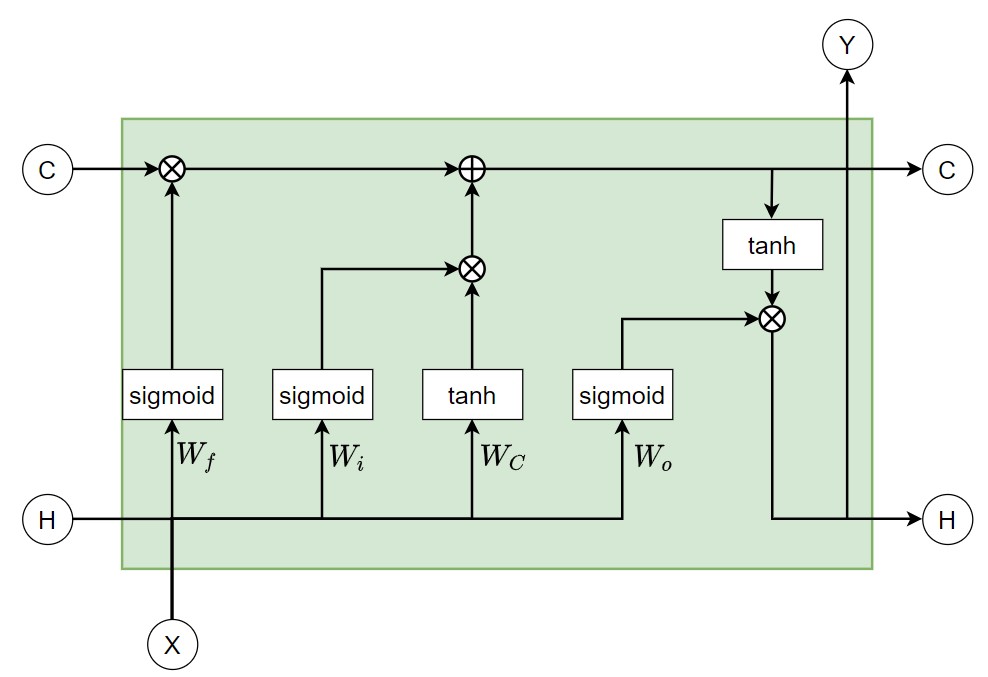 Y
C
C
tanh
sigmoid
sigmoid
tanh
sigmoid
W_f
W_i
W_C
W_o
H
H
X